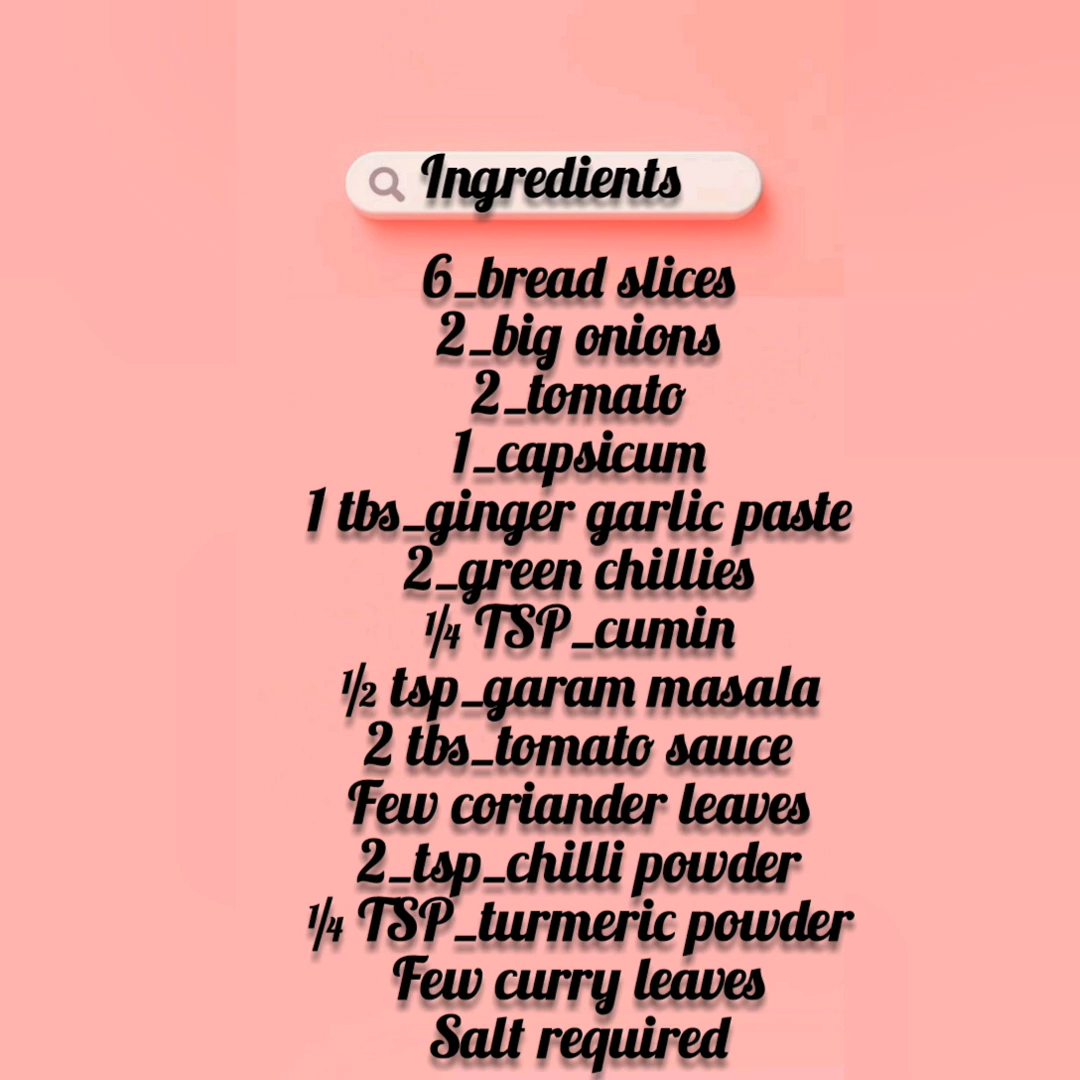 Ingredients
6_bread slices
2_big onions
2_tomato
1_capsicum
1 tbs_ginger garlic paste
2_green chillies
¼ TSP_cumin
½ tsp_garam masala
2 tbs_tomato sauce
Few coriander leaves
2_tsp_chilli powder
¼ TSP_turmeric powder
Few curry leaves
Salt required